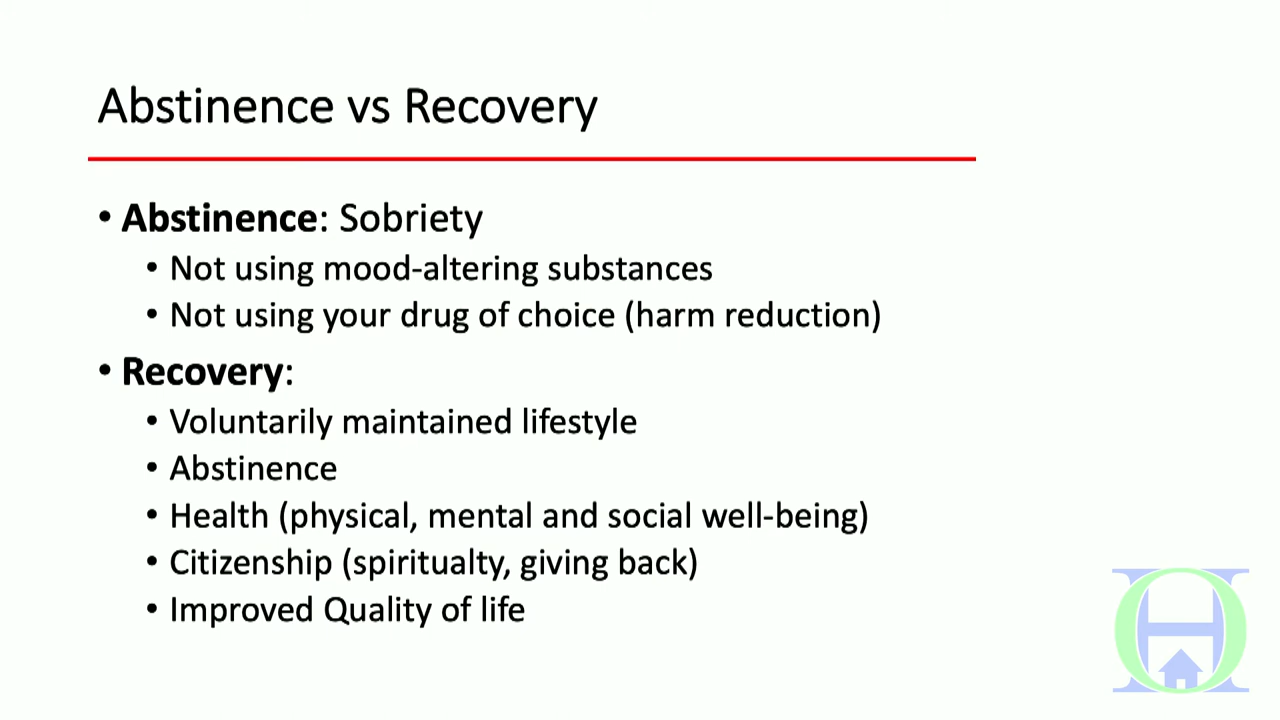 Abstinence vs Recovery
• Abstinence: Sobriety
• Not using mood-altering substances
• Not using your drug of choice (harm reduction)
• Recovery:
• Voluntarily maintained lifestyle
• Abstinence
• Health (physical, mental and social well-being)
• Citizenship (spiritualty, giving back)
• Improved Quality of life
OH